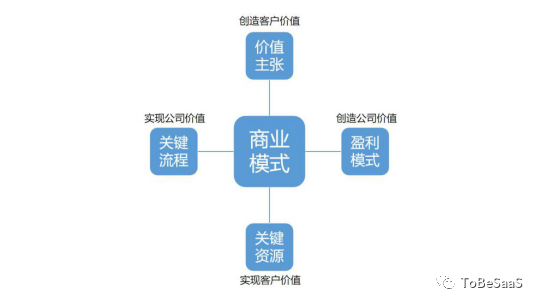 创造客户价值
价值
主张
实现公司价值
创造公司价值
关键
流程
商业
模式
盈利
模式
关键
资源
实现客户价值
ToBeSaaS